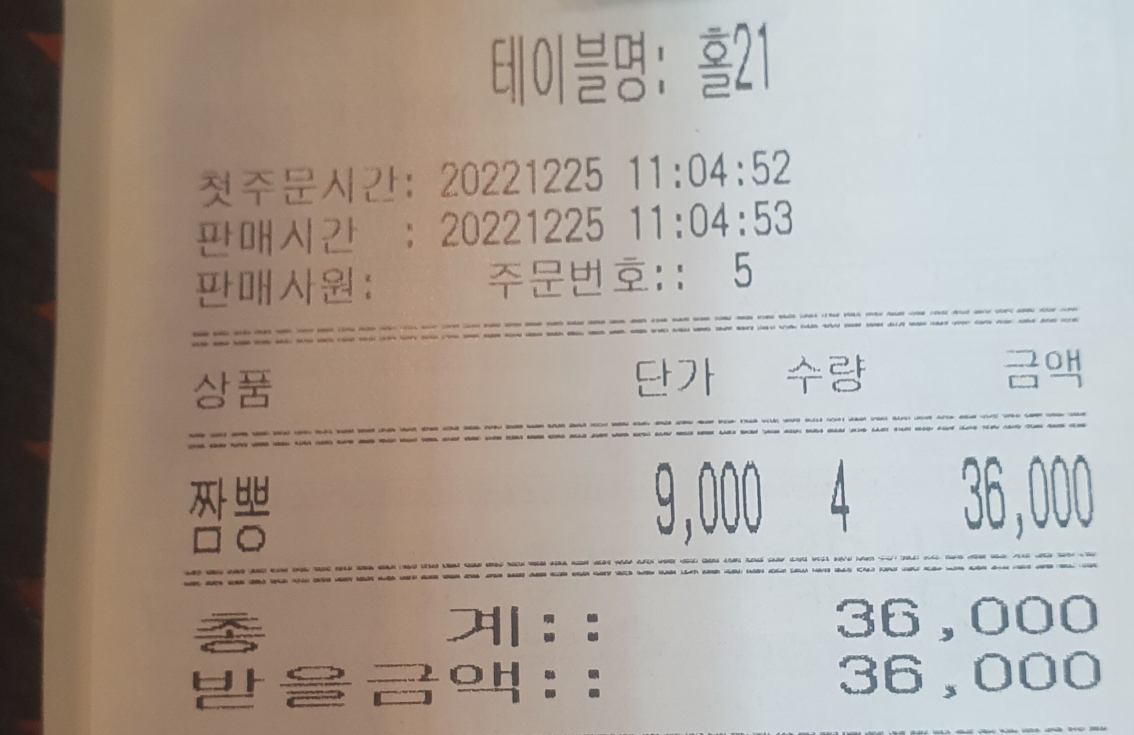 테이블명: 홀21
첫주문시간: 20221225 11:04:52
판매시간 : 20221225 11:04:53
판매사원: 주문번호:: 5
상품 단가 수량 금액
짬뽕 9,000 4 36,000
총 계:: 36,000
받을금액:: 36,000